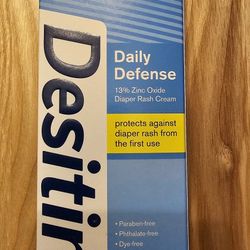 Desitin
Daily
Defense
13% Zinc Oxide
Diaper Rash Cream
protects against
diaper rash from
the first use
• Paraben-free
• Phthalate-free
• Dye-free